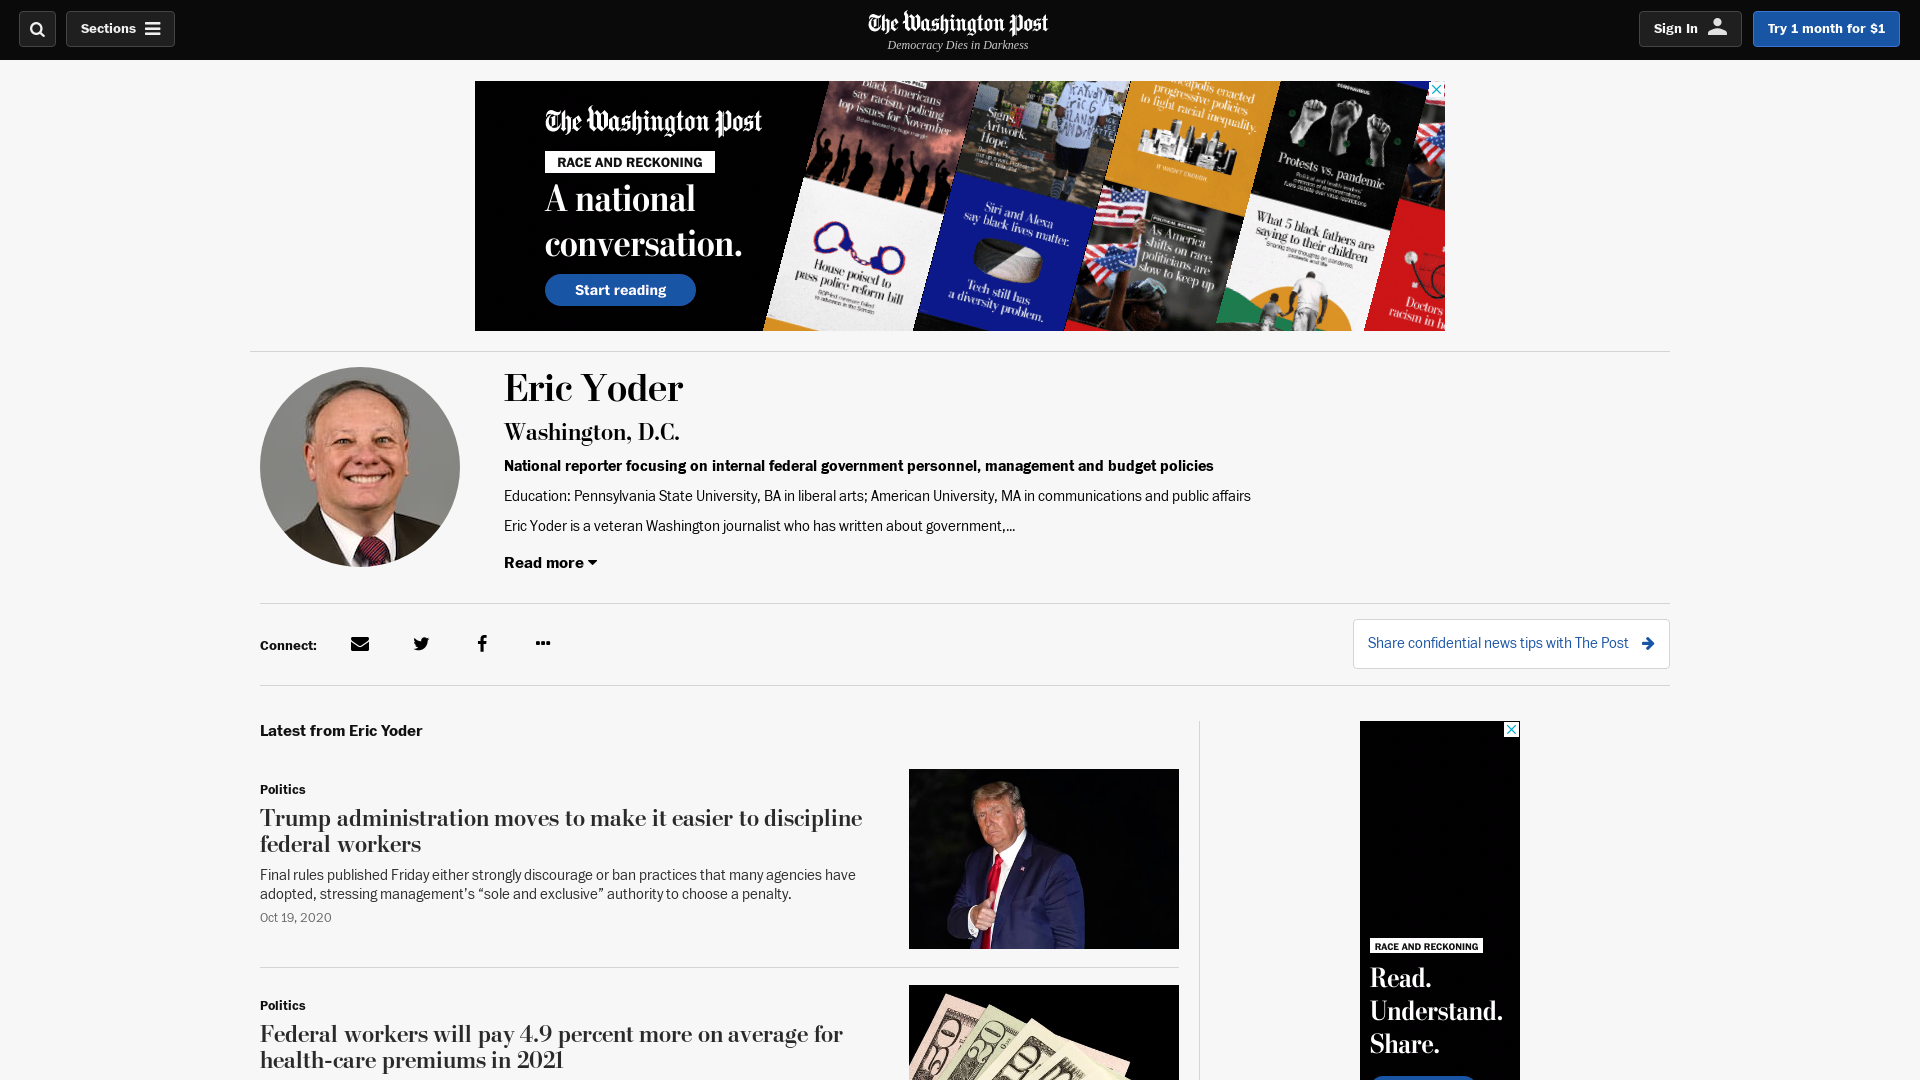 Sections
The Washington Post
Democracy Dies in Darkness
Sign In
Try 1 month for $1
The Washington Post
RACE AND RECKONING
A national
conversation.
Start reading
Black Americans
say racism, policing
top issues for November
Signs.
Artwork.
Hope.
progressive policies
to fight racial inequality.
IT WASN'T ENOUGH.
CORONAVIRUS
Protests vs. pandemic
House poised to
pass police reform bill
Siri and Alexa
say black lives matter.
Tech still has
a diversity problem.
POLITICAL RECKONING
As America
shifts on race,
politicians are
slow to keep up
What 5 black fathers are
saying to their children
Doctors
racism in
Eric Yoder
Washington, D.C.
National reporter focusing on internal federal government personnel, management and budget policies
Education: Pennsylvania State University, BA in liberal arts; American University, MA in communications and public affairs
Eric Yoder is a veteran Washington journalist who has written about government,...
Read more
Connect:
Share confidential news tips with The Post
Latest from Eric Yoder
Politics
Trump administration moves to make it easier to discipline
federal workers
Final rules published Friday either strongly discourage or ban practices that many agencies have
adopted, stressing management’s “sole and exclusive” authority to choose a penalty.
Oct 19, 2020
Politics
Federal workers will pay 4.9 percent more on average for
health-care premiums in 2021
RACE AND RECKONING
Read.
Understand.
Share.